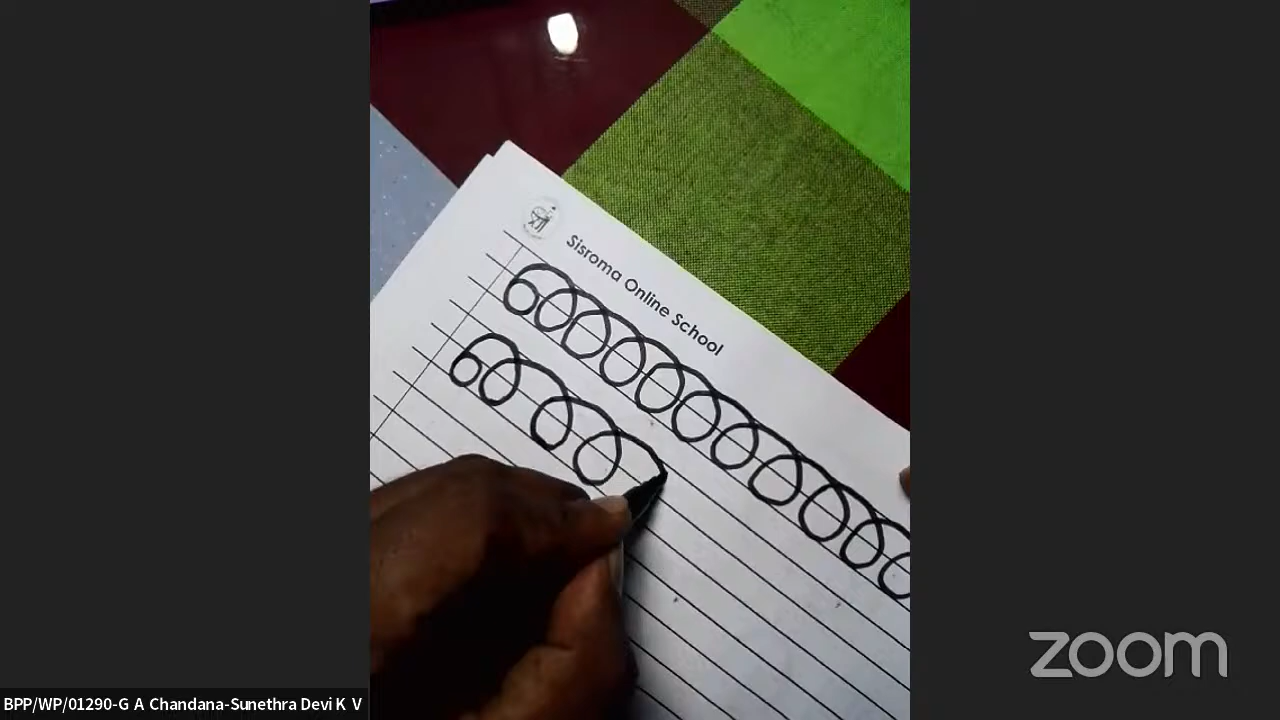 Sisroma Online School
zoom
BPP/WP/01290-G A Chandana-Sunethra Devi K V